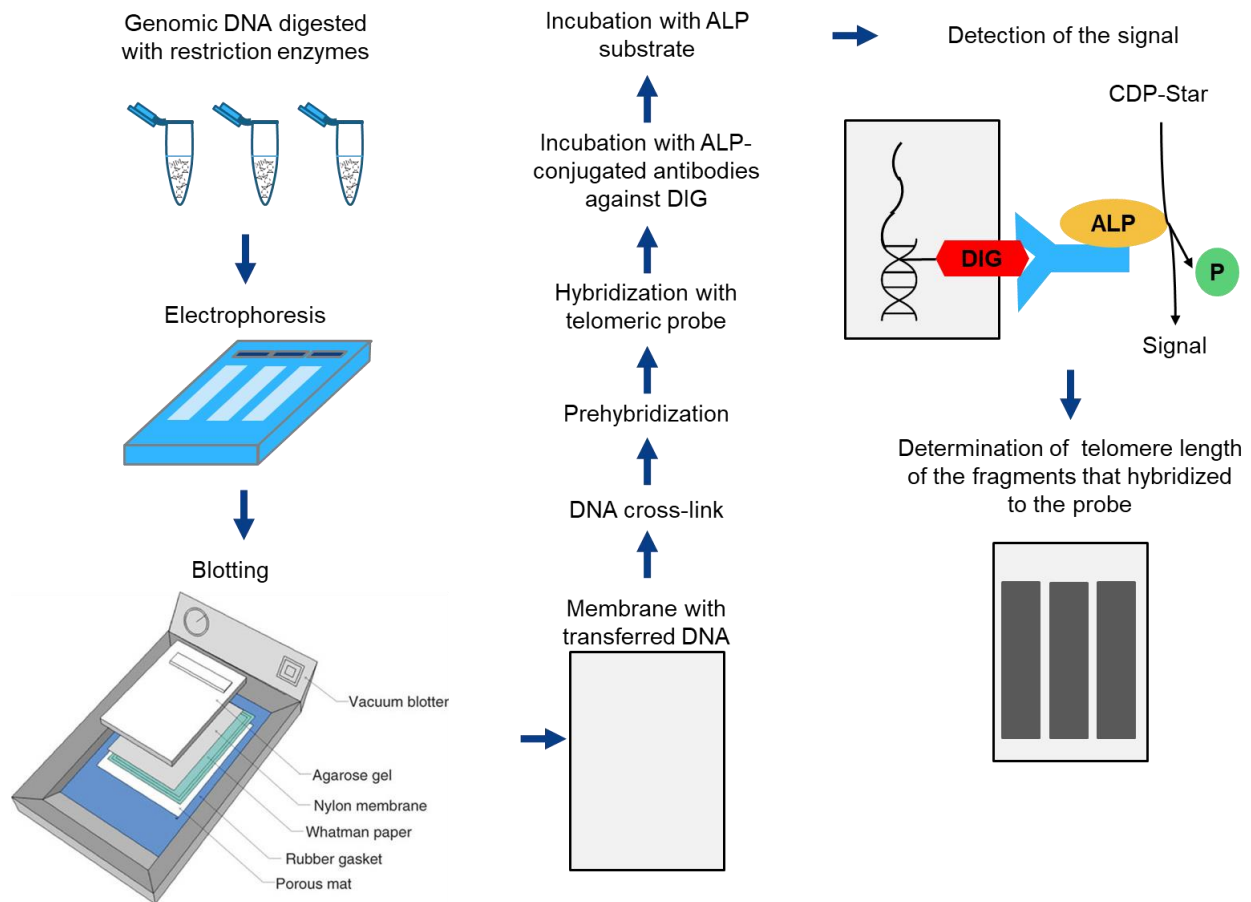 Genomic DNA digested
with restriction enzymes
Electrophoresis
Blotting
Vacuum blotter
Agarose gel
Nylon membrane
Whatman paper
Rubber gasket
Porous mat
Membrane with
transferred DNA
DNA cross-link
Prehybridization
Hybridization with
telomeric probe
Incubation with ALP-
conjugated antibodies
against DIG
Incubation with ALP
substrate
Detection of the signal
CDP-Star
ALP
DIG
P
Signal
Determination of telomere length
of the fragments that hybridized
to the probe